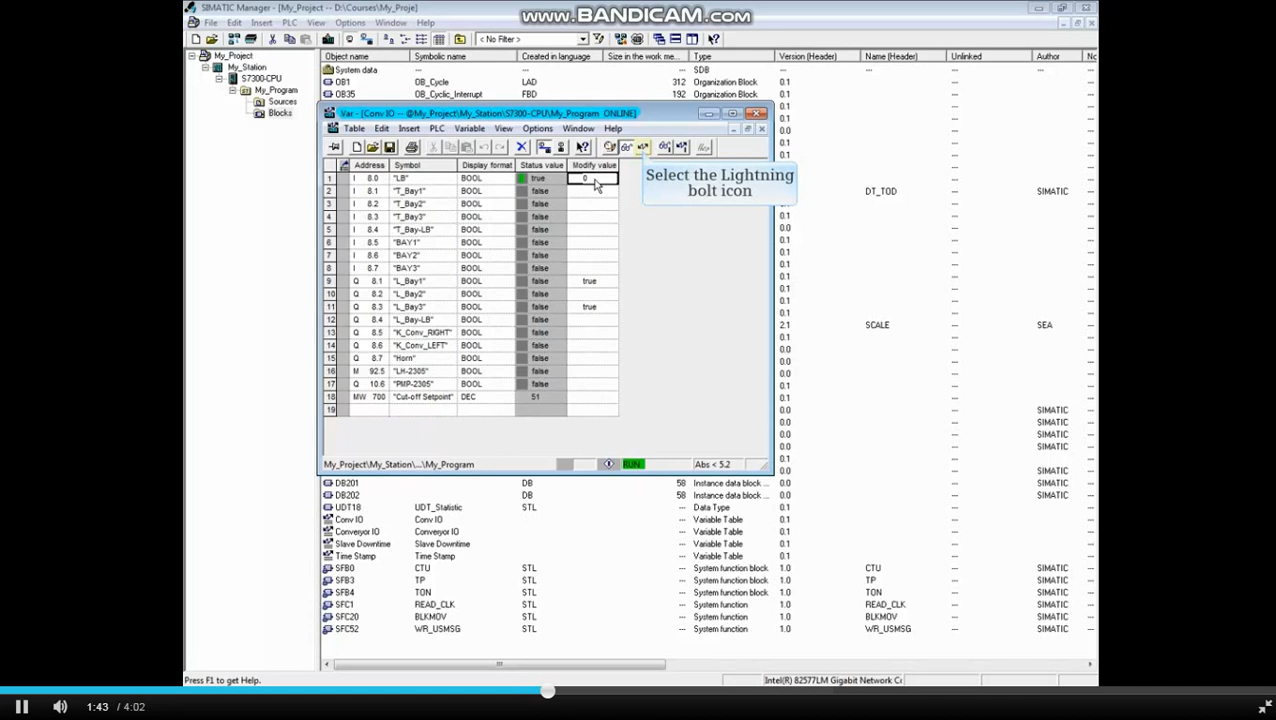 SIMATIC Manager - [My_Project -- D:\Courses\My_Proje]
www.BANDICAM.com
File Edit Insert PLC View Options Window Help
< No Filter >
My_Project
My_Station
S7300-CPU
My_Program
Sources
Blocks
Object name Symbolic name Created in language Size in the work me... Type Version (Header) Name (Header) Unlinked Author
System data --- --- --- SDB --- --- --- ---
OB1 OB_Cycle LAD 312 Organization Block 0.1
OB35 OB_Cyclic_Interrupt FBD 192 Organization Block 0.1
Var - [Conv IO -- @My_Project\My_Station\S7300-CPU\My_Program ONLINE]
Table Edit Insert PLC Variable View Options Window Help
Address Symbol Display format Status value Modify value
1 I 8.0 "LB" BOOL true 0
2 I 8.1 "T_Bay1" BOOL false
3 I 8.2 "T_Bay2" BOOL false
4 I 8.3 "T_Bay3" BOOL false
5 I 8.4 "T_Bay-LB" BOOL false
6 I 8.5 "BAY1" BOOL false
7 I 8.6 "BAY2" BOOL false
8 I 8.7 "BAY3" BOOL false
9 Q 8.1 "L_Bay1" BOOL false true
10 Q 8.2 "L_Bay2" BOOL false
11 Q 8.3 "L_Bay3" BOOL false true
12 Q 8.4 "L_Bay-LB" BOOL false
13 Q 8.5 "K_Conv_RIGHT" BOOL false
14 Q 8.6 "K_Conv_LEFT" BOOL false
15 Q 8.7 "Horn" BOOL false
16 M 92.5 "LH-2305" BOOL false
17 Q 10.6 "PMP-2305" BOOL false
18 MW 700 "Cut-off Setpoint" DEC 51
19
Select the Lightning
bolt icon
DT_TOD SIMATIC
2.1 SCALE SEA
My_Project\My_Station\...\My_Program RUN Abs < 5.2
DB201 DB 58 Instance data block ... 0.0
DB202 DB 58 Instance data block ... 0.0
UDT18 UDT_Statistic STL --- Data Type 0.1
Conv IO Conv IO --- Variable Table 0.1
Converyor IO Converyor IO --- Variable Table 0.1
Slave Downtime Slave Downtime --- Variable Table 0.1
Time Stamp Time Stamp --- Variable Table 0.1
SFB0 CTU STL --- System function block 1.0 CTU --- SIMATIC
SFB3 TP STL --- System function block 1.0 TP --- SIMATIC
SFB4 TON STL --- System function block 1.0 TON --- SIMATIC
SFC1 READ_CLK STL --- System function 1.0 READ_CLK --- SIMATIC
SFC20 BLKMOV STL --- System function 1.0 BLKMOV --- SIMATIC
SFC52 WR_USMSG STL --- System function 1.0 WR_USMSG --- SIMATIC
Press F1 to get Help.
Intel(R) 82577LM Gigabit Network Co
1:43 / 4:02